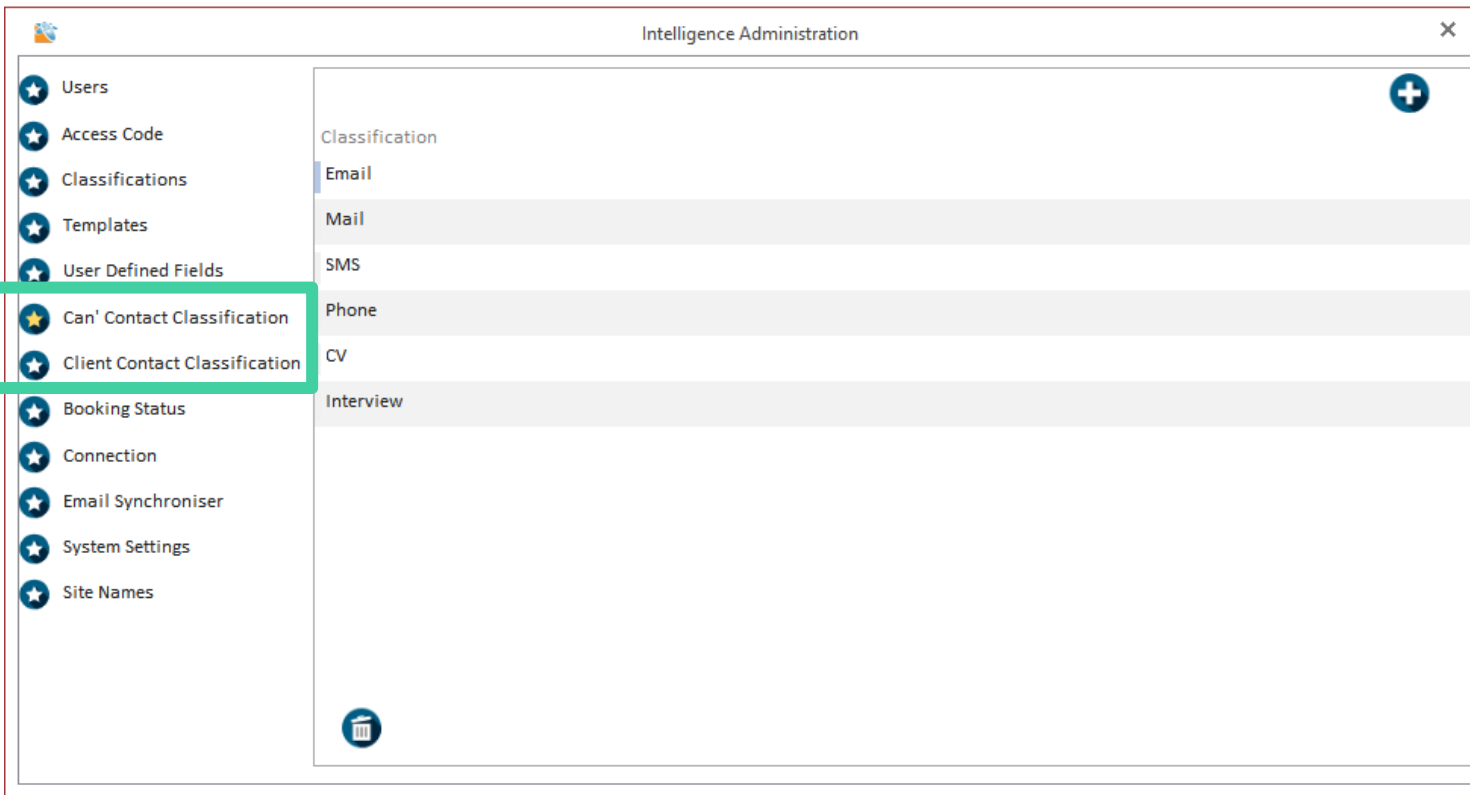 Intelligence Administration
Users
Access Code
Classifications
Templates
User Defined Fields
Can' Contact Classification
Client Contact Classification
Booking Status
Connection
Email Synchroniser
System Settings
Site Names
Classification
Email
Mail
SMS
Phone
CV
Interview